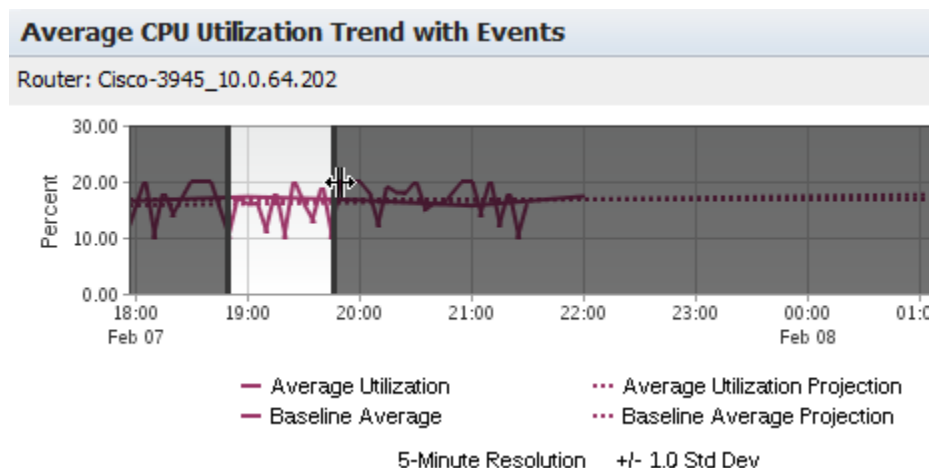 Average CPU Utilization Trend with Events
Router: Cisco-3945_10.0.64.202
30.00
20.00
10.00
0.00
Percent
18:00 19:00 20:00 21:00 22:00 23:00 00:00 01:0
Feb 07 Feb 08
Average Utilization Average Utilization Projection
Baseline Average Baseline Average Projection
5-Minute Resolution +/- 1.0 Std Dev